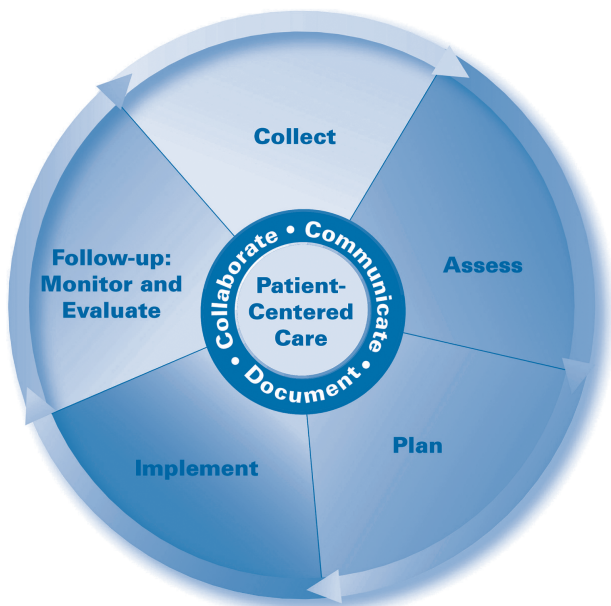 Collect
Assess
Plan
Implement
Follow-up:
Monitor and
Evaluate
Collaborate • Communicate • Document •
Patient-
Centered
Care